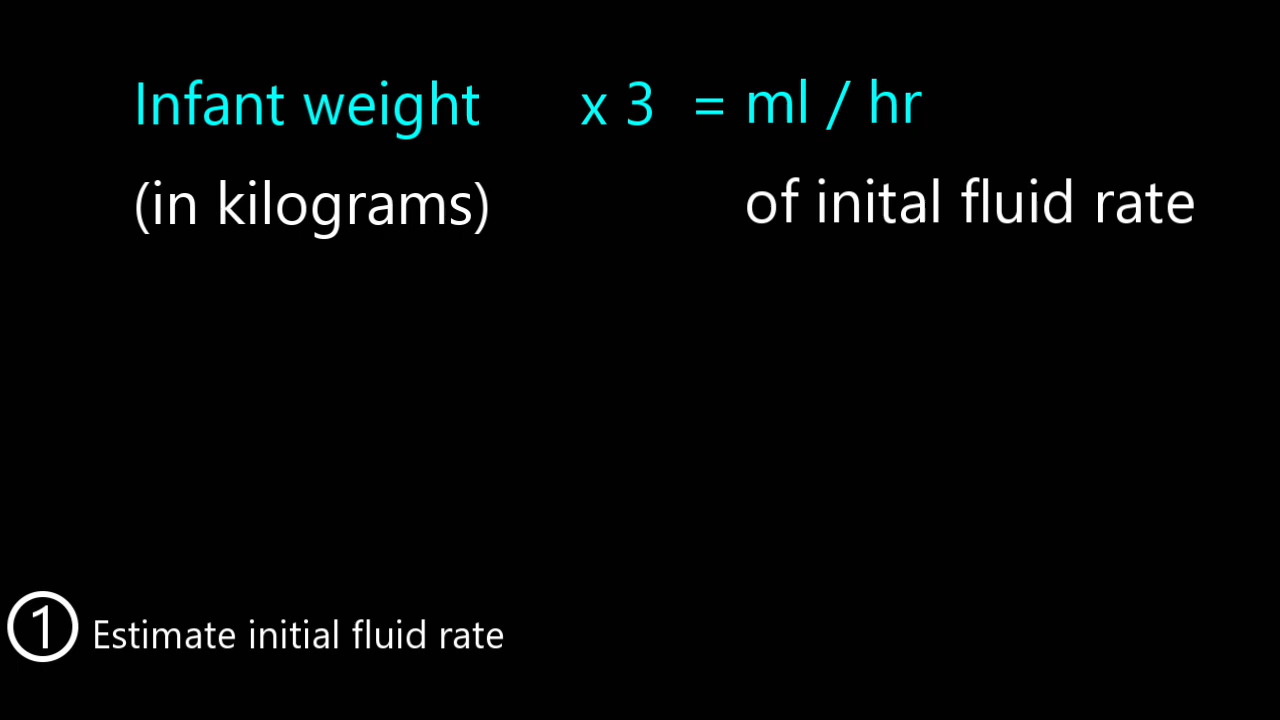 Infant weight x 3 = ml / hr
(in kilograms) of inital fluid rate
1 Estimate initial fluid rate